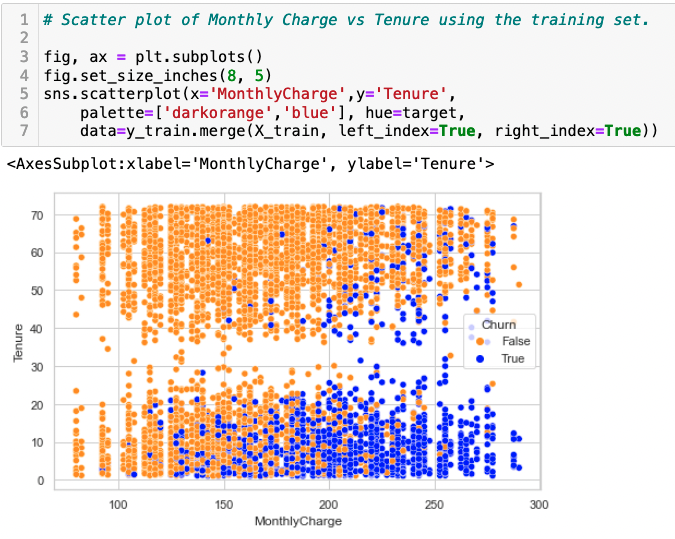 1 # Scatter plot of Monthly Charge vs Tenure using the training set.
2
3 fig, ax = plt.subplots()
4 fig.set_size_inches(8, 5)
5 sns.scatterplot(x='MonthlyCharge',y='Tenure',
6     palette=['darkorange','blue'], hue=target,
7     data=y_train.merge(X_train, left_index=True, right_index=True))
<AxesSubplot:xlabel='MonthlyCharge', ylabel='Tenure'>
70
60
50
40
30
20
10
0
Tenure
Churn
False
True
100 150 200 250 300
MonthlyCharge